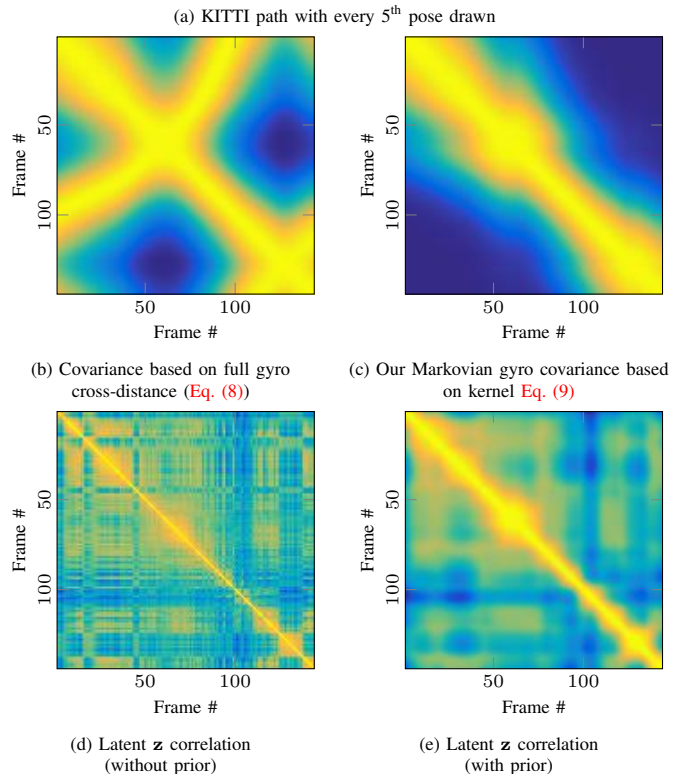 (a) KITTI path with every 5th pose drawn
Frame #
50
100
50 100
Frame #
(b) Covariance based on full gyro
cross-distance (Eq. (8))
Frame #
50
100
50 100
Frame #
(c) Our Markovian gyro covariance based
on kernel Eq. (9)
Frame #
50
100
50 100
Frame #
(d) Latent z correlation
(without prior)
Frame #
50
100
50 100
Frame #
(e) Latent z correlation
(with prior)